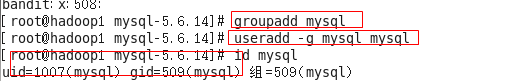 bandit: x: 508:
[root@hadoop1 mysql-5.6.14]# groupadd mysql
[root@hadoop1 mysql-5.6.14]# useradd -g mysql mysql
[root@hadoop1 mysql-5.6.14]# id mysql
uid=1007(mysql) gid=509(mysql) 组=509(mysql)